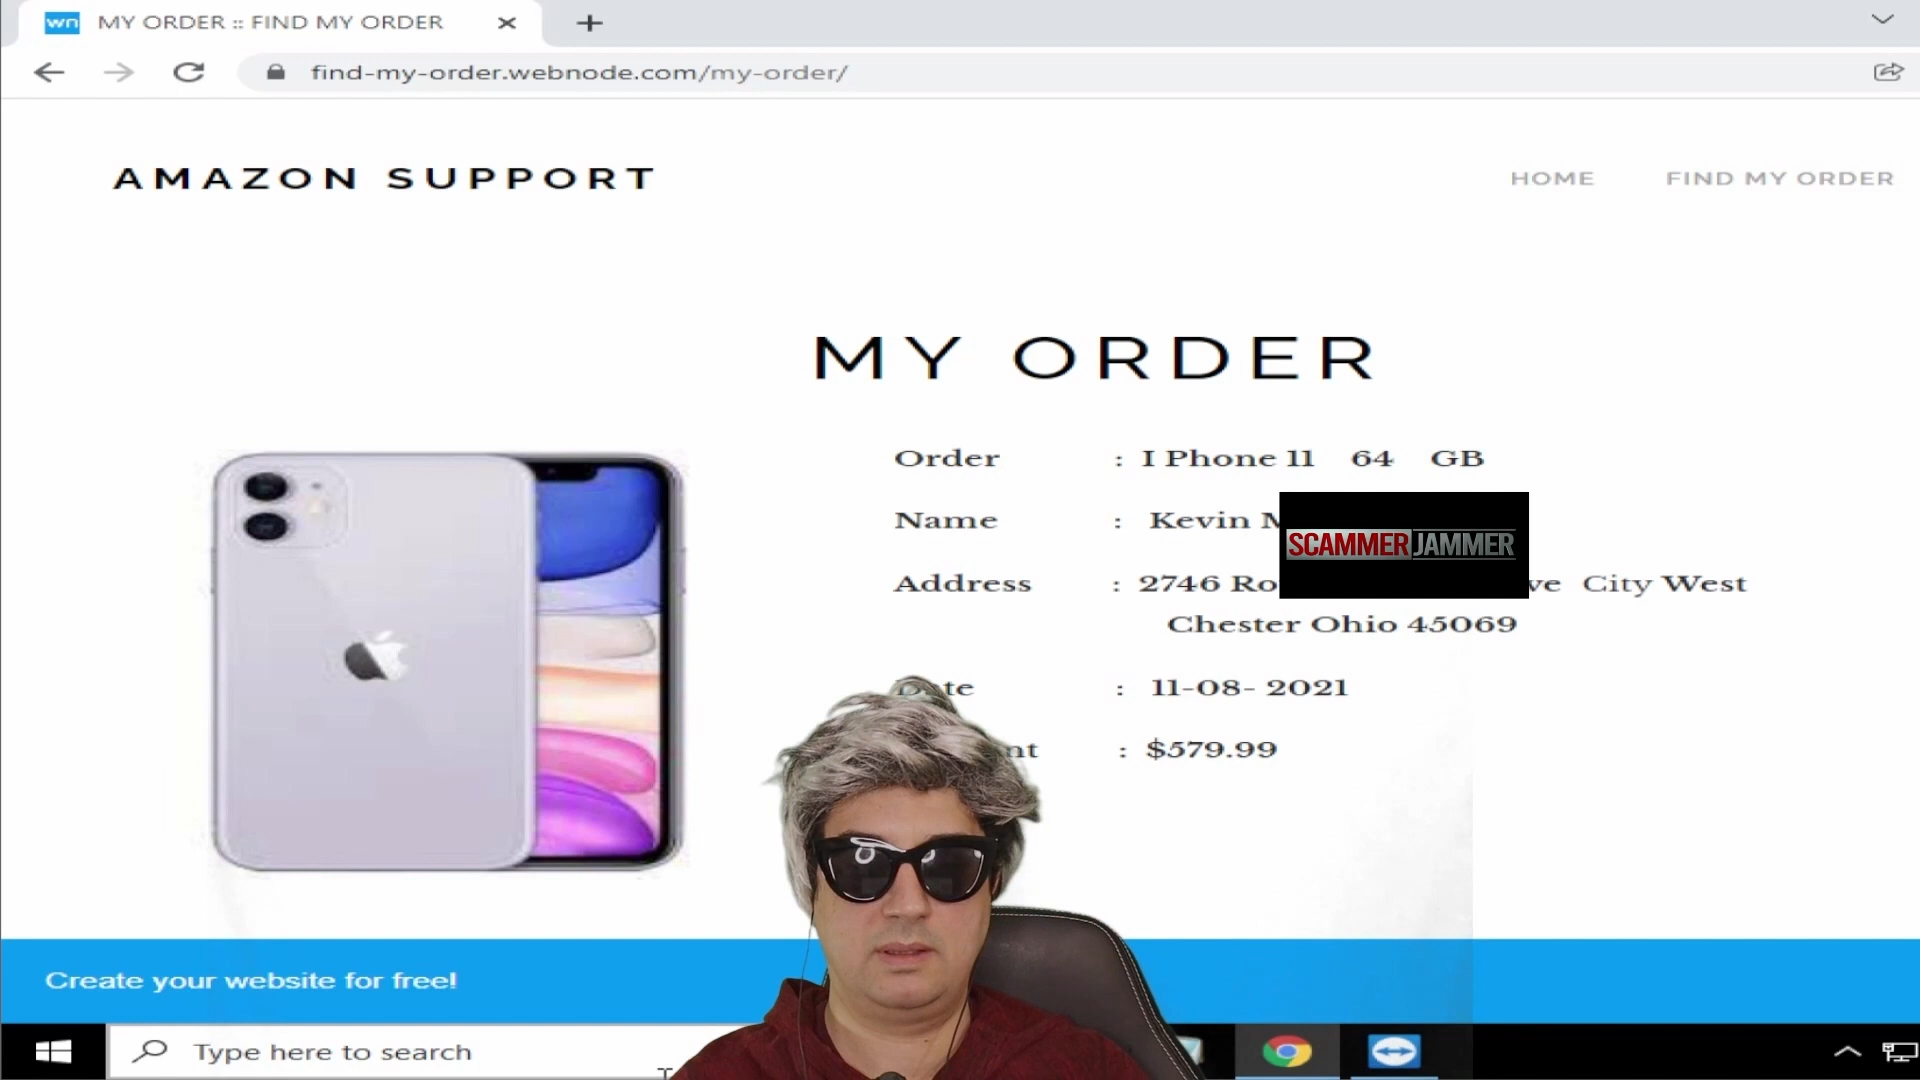 wn MY ORDER :: FIND MY ORDER
find-my-order.webnode.com/my-order/
AMAZON SUPPORT
HOME FIND MY ORDER
MY ORDER
Order : I Phone 11 64 GB
Name : Kevin
SCAMMER JAMMER
Address : 2746 City West
Chester Ohio 45069
: 11-08- 2021
: $579.99
Create your website for free!
Type here to search